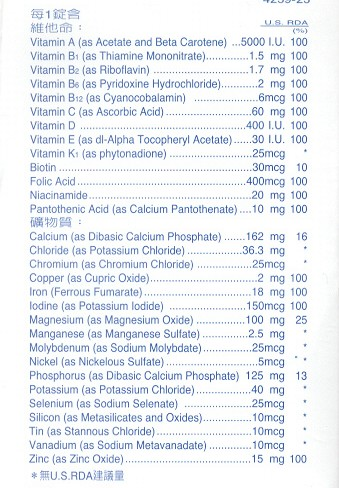 4239-23
每1錠含
維他命：
U.S. RDA
(%)
Vitamin A (as Acetate and Beta Carotene) ...5000 I.U. 100
Vitamin B1 (as Thiamine Mononitrate)..............1.5 mg 100
Vitamin B2 (as Riboflavin) ................................1.7 mg 100
Vitamin B6 (as Pyridoxine Hydrochloride)..........2 mg 100
Vitamin B12 (as Cyanocobalamin) ..................6mcg 100
Vitamin C (as Ascorbic Acid)..........................60 mg 100
Vitamin D ....................................................400 I.U. 100
Vitamin E (as dl-Alpha Tocopheryl Acetate)......30 I.U. 100
Vitamin K1 (as phytonadione).......................25mcg *
Biotin ..........................................................30mcg 10
Folic Acid...................................................400mcg 100
Niacinamide.................................................20 mg 100
Pantothenic Acid (as Calcium Pantothenate)....10 mg 100
礦物質：
Calcium (as Dibasic Calcium Phosphate) .......162 mg 16
Chloride (as Potassium Chloride) ..............36.3 mg *
Chromium (as Chromium Chloride) ................25mcg *
Copper (as Cupric Oxide)................................2 mg 100
Iron (Ferrous Fumarate)................................18 mg 100
Iodine (as Potassium Iodide) .....................150mcg 100
Magnesium (as Magnesium Oxide)...............100 mg 25
Manganese (as Manganese Sulfate) ..............2.5 mg *
Molybdenum (as Sodium Molybdate)..............25mcg *
Nickel (as Nickelous Sulfate)...........................5mcg * *
Phosphorus (as Dibasic Calcium Phosphate) 125 mg 13
Potassium (as Potassium Chloride)................40 mg *
Selenium (as Sodium Selenate) ...................25mcg *
Silicon (as Metasilicates and Oxides)..............10mcg *
Tin (as Stannous Chloride)............................10mcg *
Vanadium (as Sodium Metavanadate)............10mcg *
Zinc (as Zinc Oxide)......................................15 mg 100
＊無U.S.RDA建議量